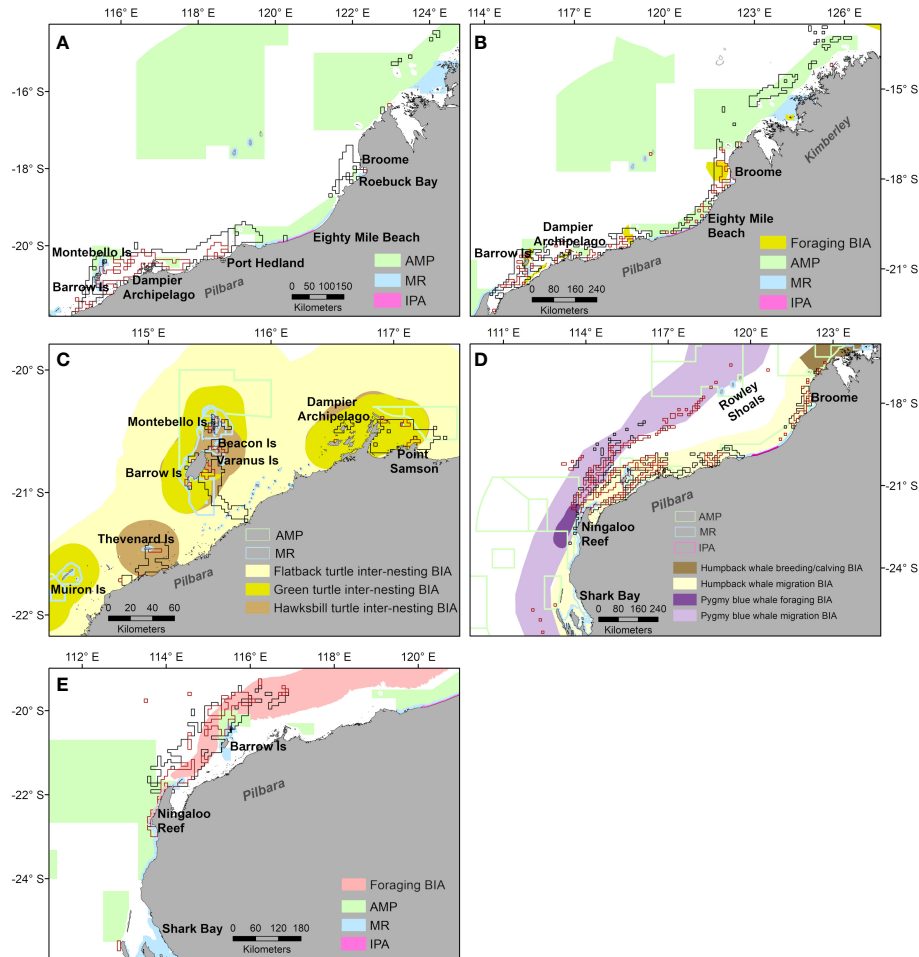 118° E
120° E
122° E
124° E
A
-16° S
-18° S
-20° S
Broome
Roebuck Bay
Eighty Mile Beach
Montebello Is
Port Hedland
Barrow Is
Dampier
Archipelago
Pilbara
0 50 100 150
Kilometers
AMP
MR
IPA
114° E
117° E
120° E
123° E
126° E
B
-15° S
-18° S
-21° S
Kimberley
Broome
Dampier
Archipelago
Eighty Mile
Beach
Barrow Is
Pilbara
0 80 160 240
Kilometers
Foraging BIA
AMP
MR
IPA
115° E
116° E
117° E
C
-20° S
-21° S
-22° S
Dampier
Archipelago
Montebello Is
Beacon Is
Varanus Is
Barrow Is
Point
Samson
Thevenard Is
Muiron Is
Pilbara
0 20 40 60
Kilometers
AMP
MR
Flatback turtle inter-nesting BIA
Green turtle inter-nesting BIA
Hawksbill turtle inter-nesting BIA
111° E
114° E
117° E
120° E
123° E
D
-18° S
-21° S
-24° S
Rowley
Shoals
Broome
Pilbara
Ningaloo
Reef
Shark Bay
0 60 120 180 240
Kilometers
AMP
MR
IPA
Humpback whale breeding/calving BIA
Humpback whale migration BIA
Pygmy blue whale foraging BIA
Pygmy blue whale migration BIA
112° E
114° E
116° E
118° E
120° E
E
-20° S
-22° S
-24° S
Barrow Is
Pilbara
Ningaloo
Reef
Shark Bay
0 60 120 180
Kilometers
Foraging BIA
AMP
MR
IPA